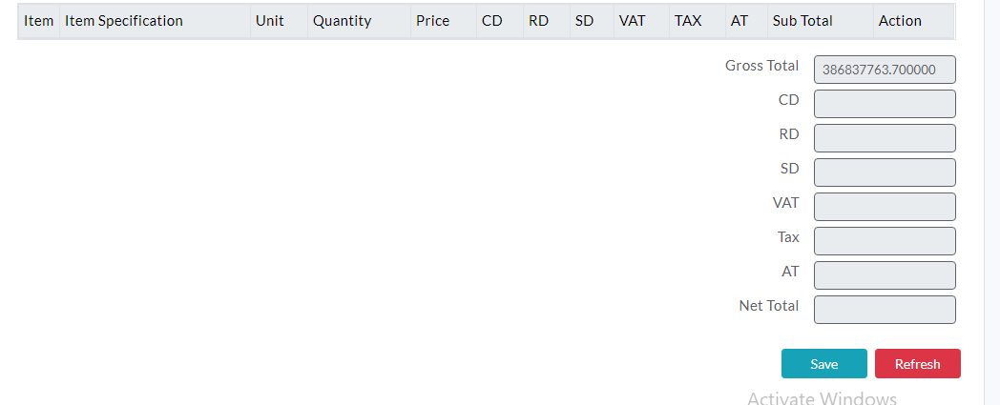 Item Item Specification Unit Quantity Price CD RD SD VAT TAX AT Sub Total Action
Gross Total 386837763.700000
CD
RD
SD
VAT
Tax
AT
Net Total
Save Refresh
Activate Windows